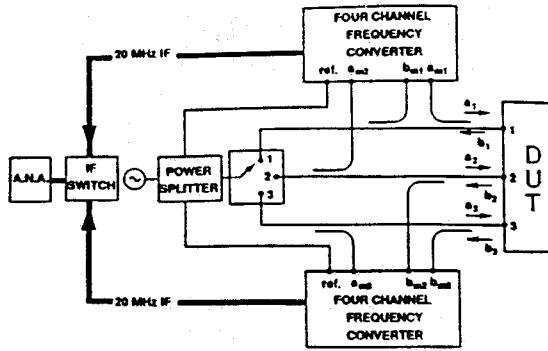 FOUR CHANNEL
FREQUENCY
CONVERTER
20 MHz IF
ref. am2 bm1 am1
a1
1
b1
A.N.A.
IF
SWITCH
POWER
SPLITTER
1
2
3
a2
2
b2
DUT
a3
3
b3
ref. am3 bm2 bm3
20 MHz IF
FOUR CHANNEL
FREQUENCY
CONVERTER